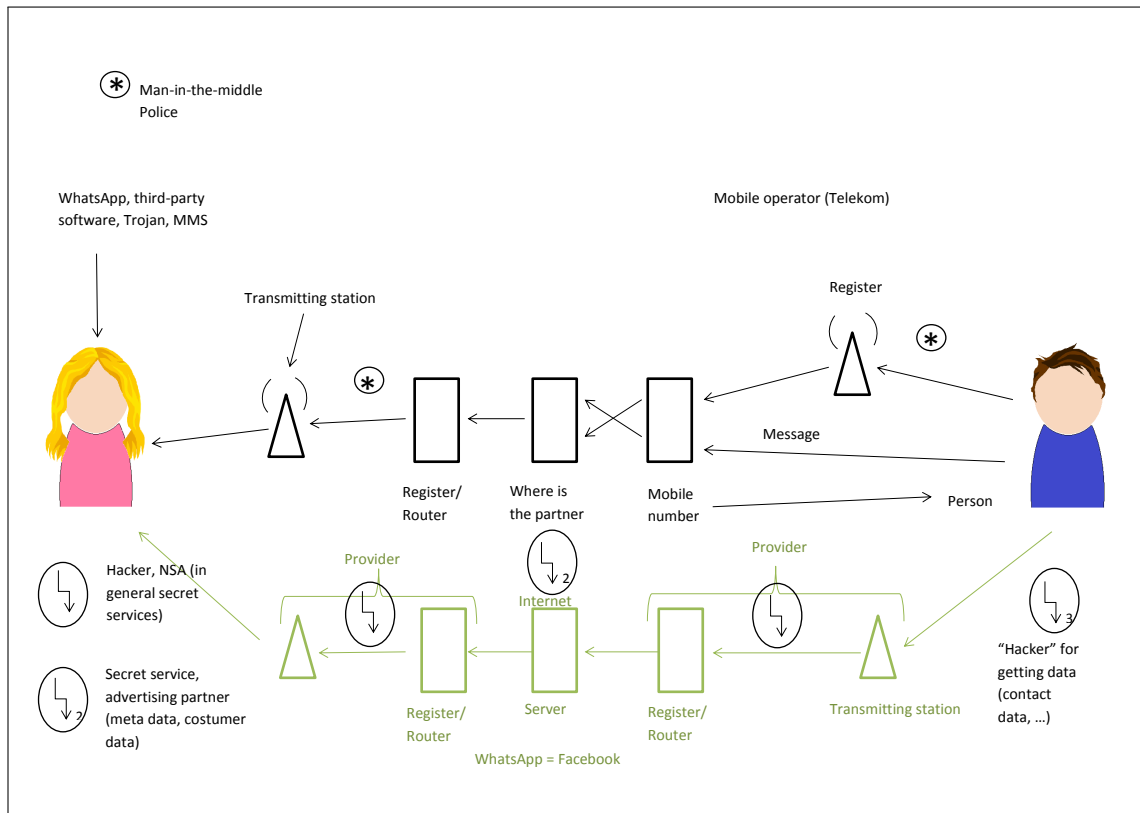 *
Man-in-the-middle
Police
WhatsApp, third-party
software, Trojan, MMS
Mobile operator (Telekom)
Transmitting station
Register
*
*
Message
Register/
Router
Where is
the partner
Mobile
number
Person
Provider
Provider
2
Internet
Hacker, NSA (in
general secret
services)
3
"Hacker" for
getting data
(contact
data, …)
Secret service,
advertising partner
(meta data, costumer
data)
2
Register/
Router
Server
Register/
Router
Transmitting station
WhatsApp = Facebook